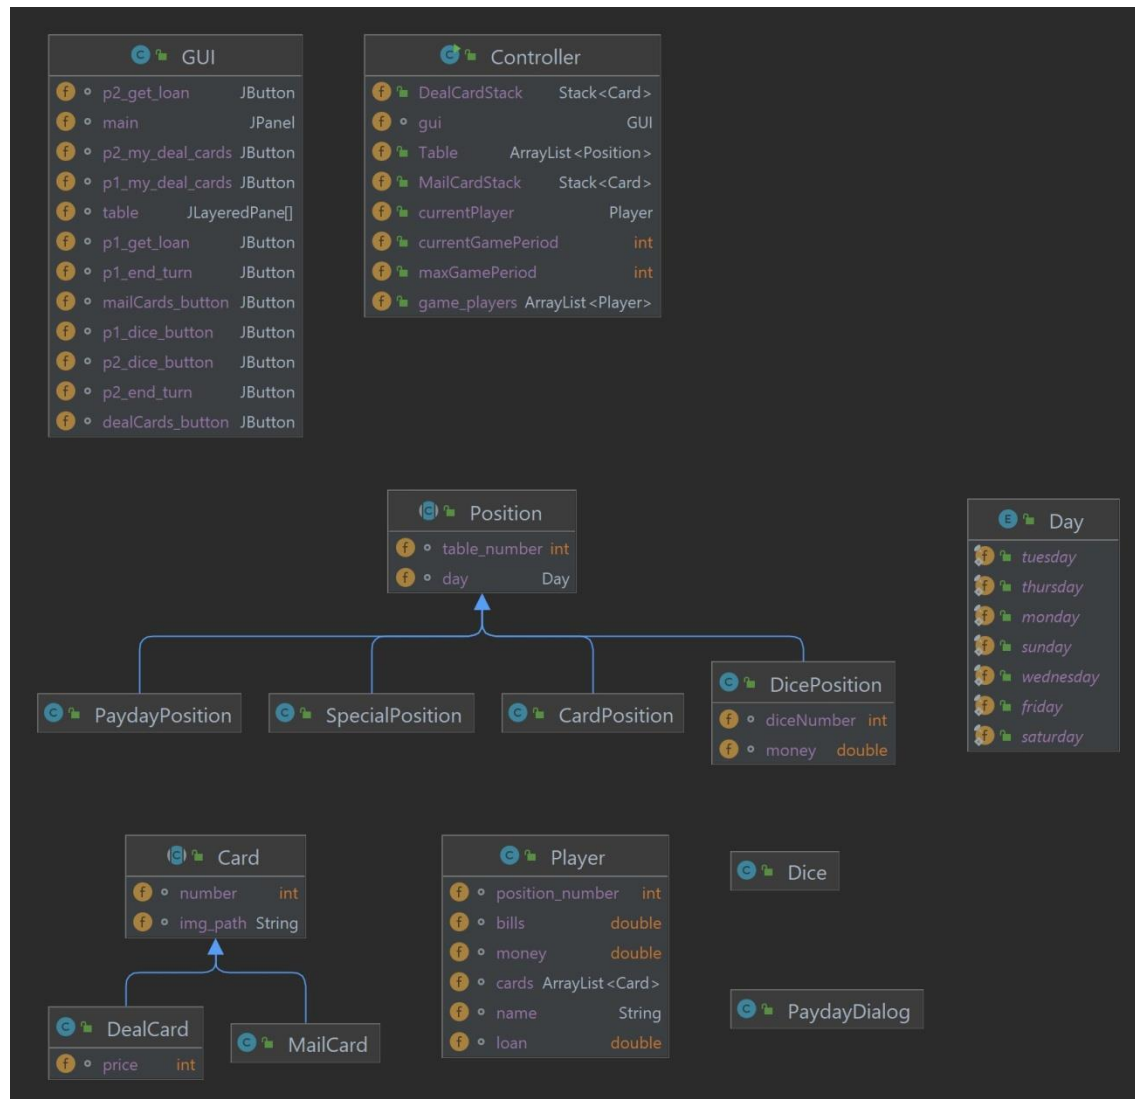 GUI
p2_get_loan JButton
main JPanel
p2_my_deal_cards JButton
p1_my_deal_cards JButton
table JLayeredPane[]
p1_get_loan JButton
p1_end_turn JButton
mailCards_button JButton
p1_dice_button JButton
p2_dice_button JButton
p2_end_turn JButton
dealCards_button JButton
Controller
DealCardStack Stack<Card>
gui GUI
Table ArrayList<Position>
MailCardStack Stack<Card>
currentPlayer Player
currentGamePeriod int
maxGamePeriod int
game_players ArrayList<Player>
Position
table_number int
day Day
Day
tuesday
thursday
monday
sunday
wednesday
friday
saturday
PaydayPosition
SpecialPosition
CardPosition
DicePosition
diceNumber int
money double
Card
number int
img_path String
Player
position_number int
bills double
money double
cards ArrayList<Card>
name String
loan double
Dice
DealCard
price int
MailCard
PaydayDialog